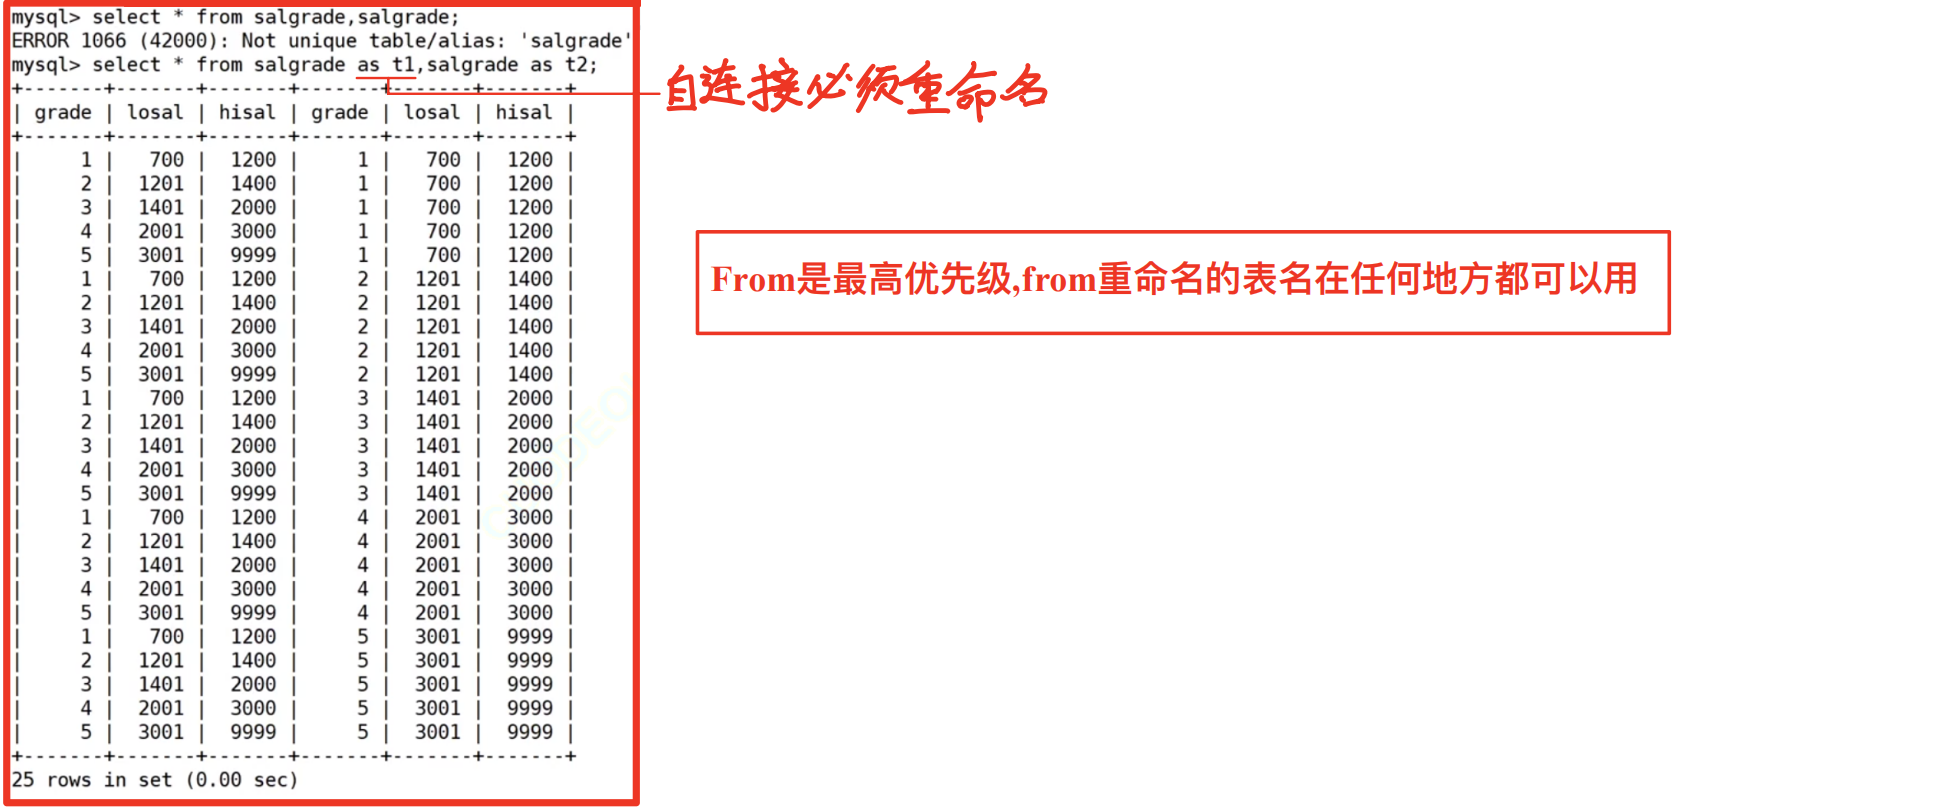 mysql> select * from salgrade,salgrade;
ERROR 1066 (42000): Not unique table/alias: 'salgrade'
mysql> select * from salgrade as t1,salgrade as t2;
+-------+-------+-------+-------+-------+-------+
| grade | losal | hisal | grade | losal | hisal |
+-------+-------+-------+-------+-------+-------+
|     1 |   700 |  1200 |     1 |   700 |  1200 |
|     2 |  1201 |  1400 |     1 |   700 |  1200 |
|     3 |  1401 |  2000 |     1 |   700 |  1200 |
|     4 |  2001 |  3000 |     1 |   700 |  1200 |
|     5 |  3001 |  9999 |     1 |   700 |  1200 |
|     1 |   700 |  1200 |     2 |  1201 |  1400 |
|     2 |  1201 |  1400 |     2 |  1201 |  1400 |
|     3 |  1401 |  2000 |     2 |  1201 |  1400 |
|     4 |  2001 |  3000 |     2 |  1201 |  1400 |
|     5 |  3001 |  9999 |     2 |  1201 |  1400 |
|     1 |   700 |  1200 |     3 |  1401 |  2000 |
|     2 |  1201 |  1400 |     3 |  1401 |  2000 |
|     3 |  1401 |  2000 |     3 |  1401 |  2000 |
|     4 |  2001 |  3000 |     3 |  1401 |  2000 |
|     5 |  3001 |  9999 |     3 |  1401 |  2000 |
|     1 |   700 |  1200 |     4 |  2001 |  3000 |
|     2 |  1201 |  1400 |     4 |  2001 |  3000 |
|     3 |  1401 |  2000 |     4 |  2001 |  3000 |
|     4 |  2001 |  3000 |     4 |  2001 |  3000 |
|     5 |  3001 |  9999 |     4 |  2001 |  3000 |
|     1 |   700 |  1200 |     5 |  3001 |  9999 |
|     2 |  1201 |  1400 |     5 |  3001 |  9999 |
|     3 |  1401 |  2000 |     5 |  3001 |  9999 |
|     4 |  2001 |  3000 |     5 |  3001 |  9999 |
|     5 |  3001 |  9999 |     5 |  3001 |  9999 |
+-------+-------+-------+-------+-------+-------+
25 rows in set (0.00 sec)
自连接必须重命名
From是最高优先级,from重命名的表名在任何地方都可以用